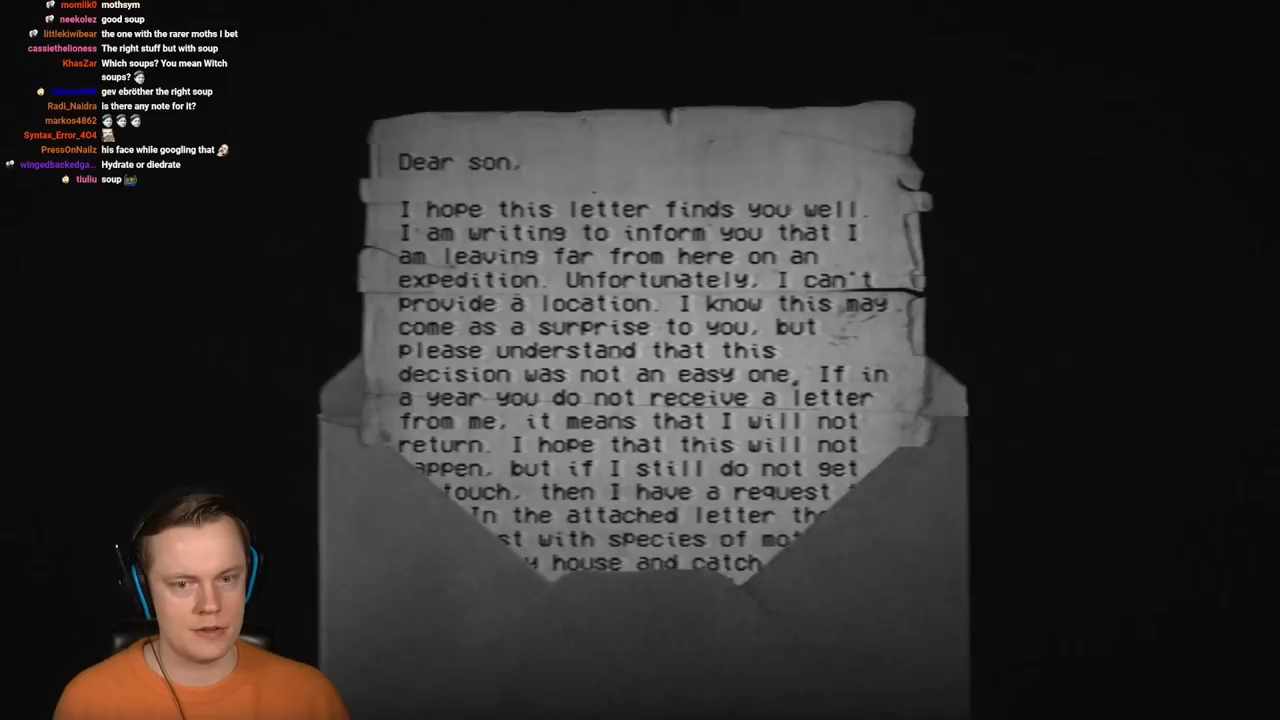 momiik0 mothsym
neekolez good soup
littlekiwibear the one with the rarer moths I bet
cassiethelioness The right stuff but with soup
KhasZar Which soups? You mean Witch
soups?
gev ebröther the right soup
Radi_Naidra is there any note for it?
markos4862
Syntax_Error_404
PressOnNailz his face while googling that
wingedbackedga... Hydrate or diedrate
tiuliu soup
Dear son,
I hope this letter finds you well.
I am writing to inform you that I
am leaving far from here on an
expedition. Unfortunately, I can't
provide a location. I know this may
come as a surprise to you, but
please understand that this
decision was not an easy one. If in
a year you do not receive a letter
from me, it means that I will not
return. I hope that this will not
appen, but if I still do not get
touch, then I have a request
In the attached letter the
st with species of mot
y house and catch